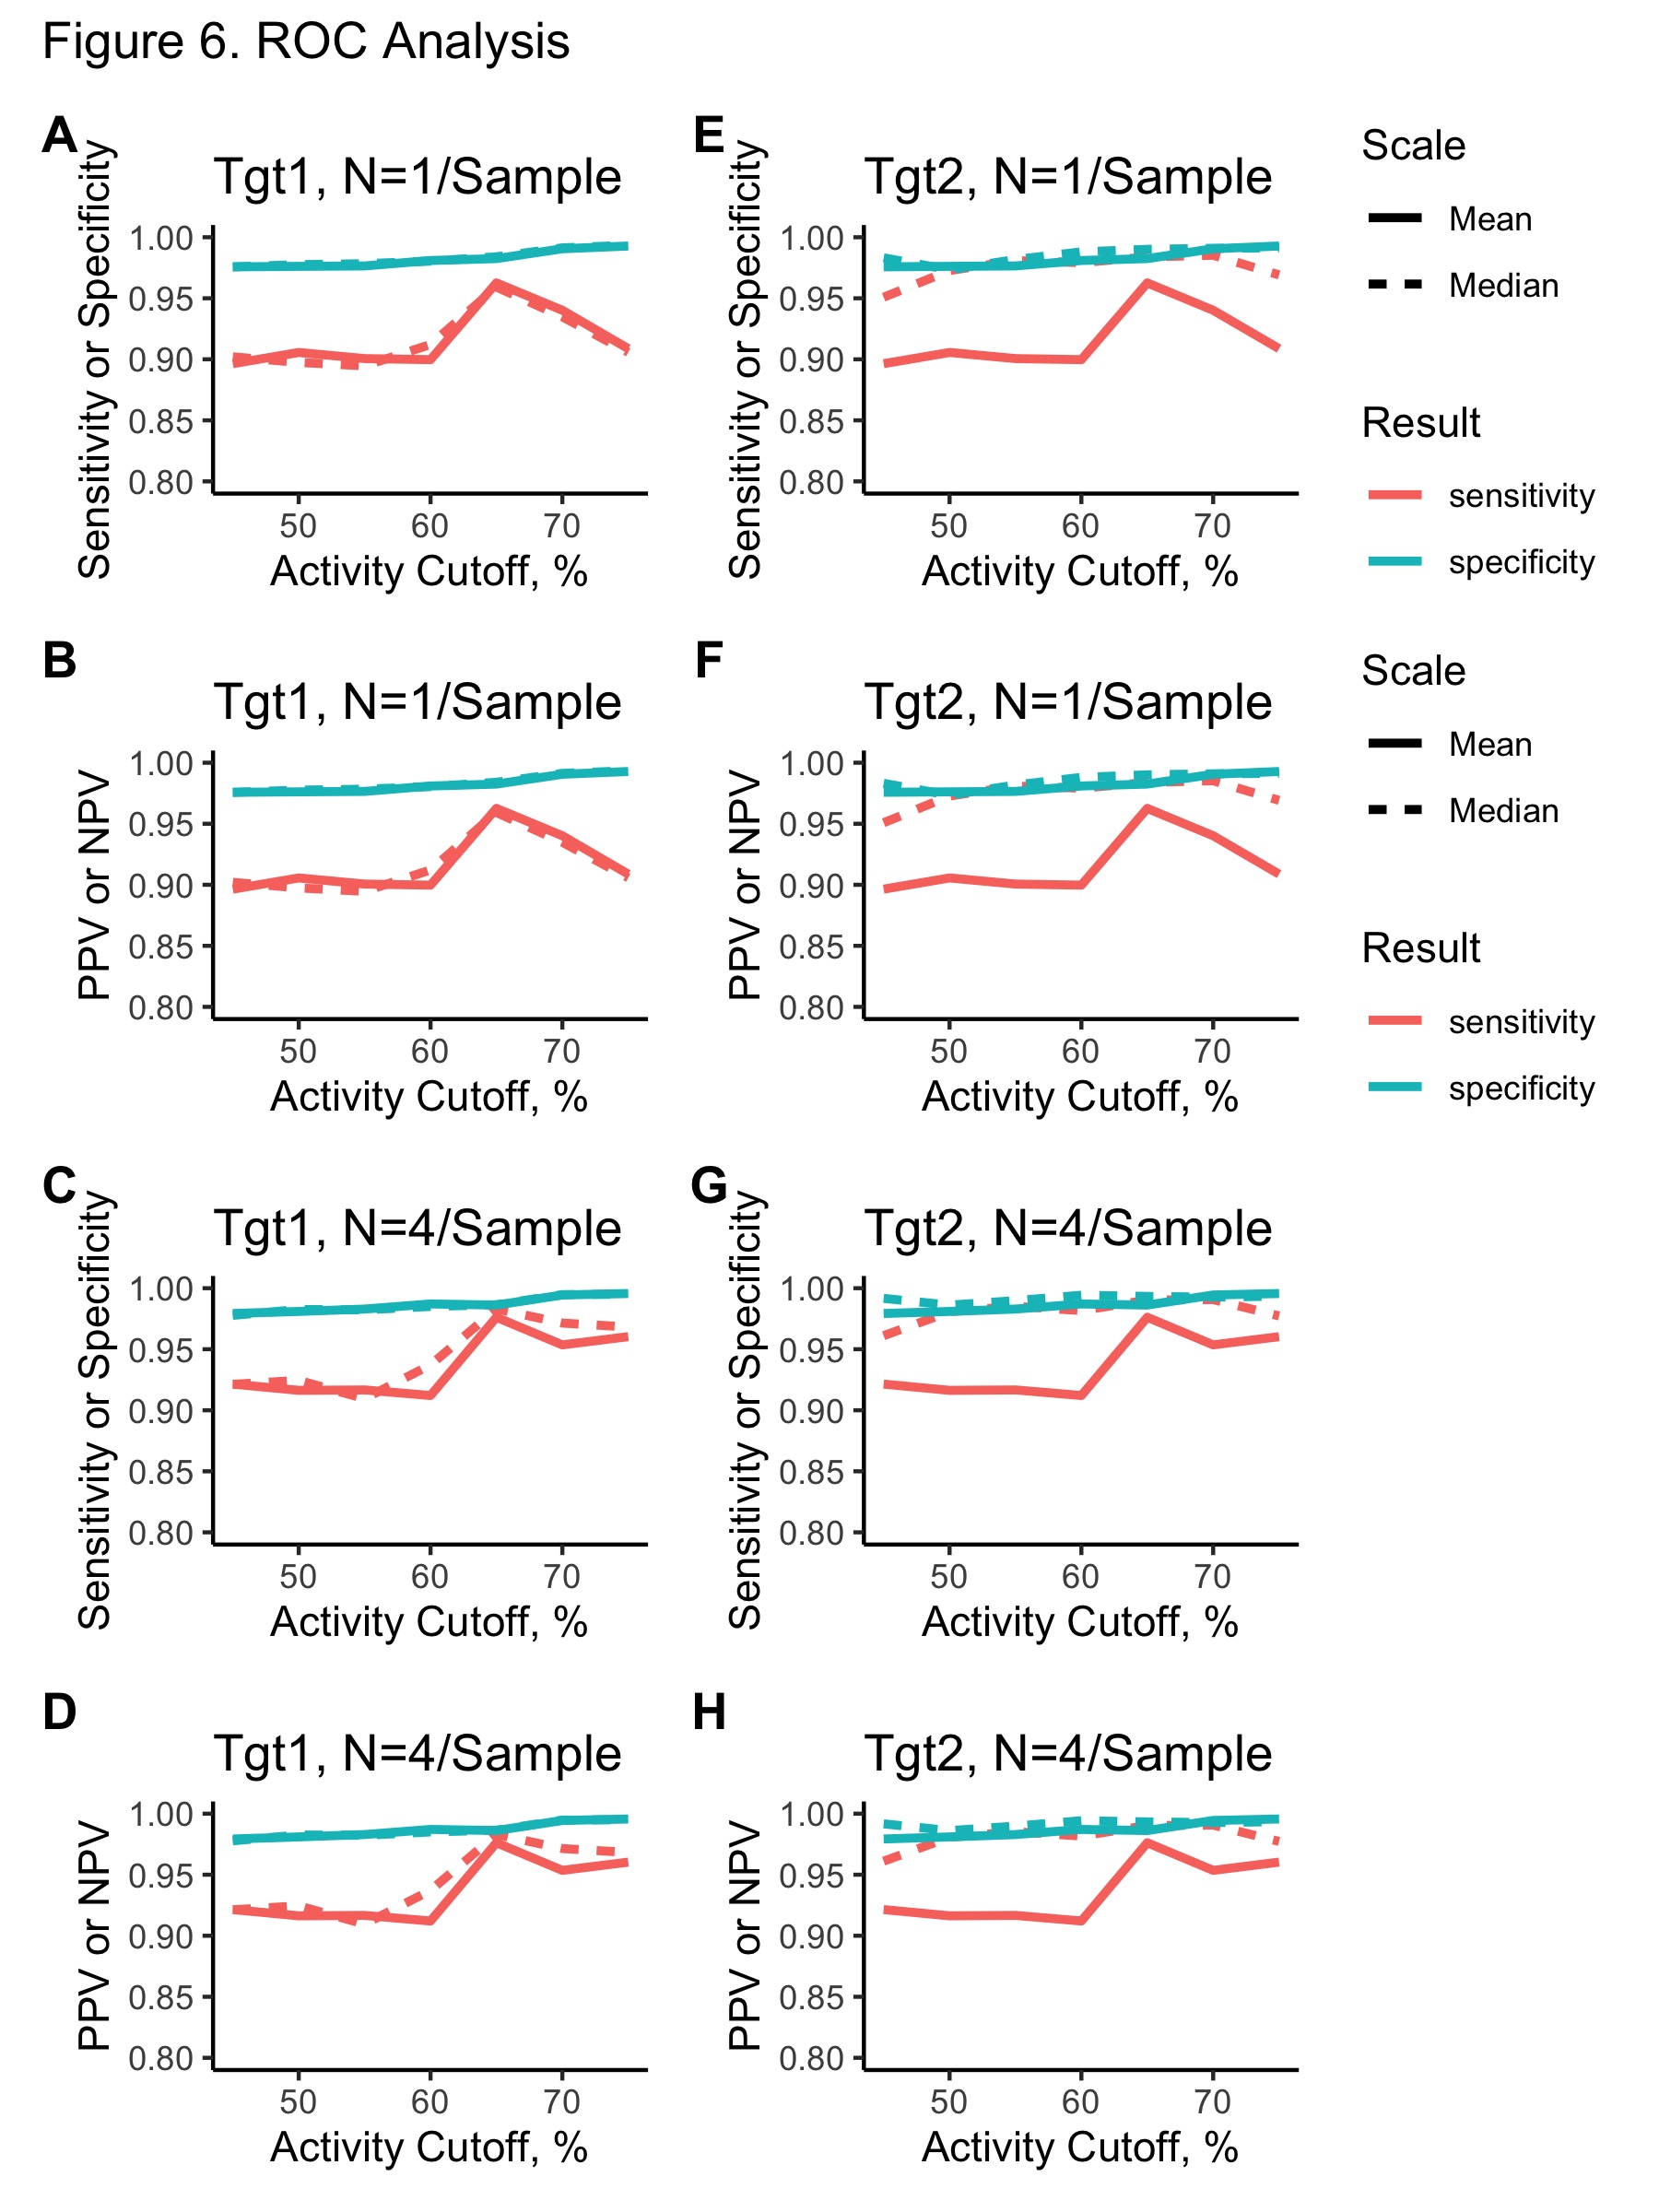 Figure 6. ROC Analysis
A
Tgt1, N=1/Sample
Sensitivity or Specificity
1.00
0.95
0.90
0.85
0.80
50 60 70
Activity Cutoff, %
E
Tgt2, N=1/Sample
Sensitivity or Specificity
1.00
0.95
0.90
0.85
0.80
50 60 70
Activity Cutoff, %
Scale
Mean
Median
Result
sensitivity
specificity
B
Tgt1, N=1/Sample
PPV or NPV
1.00
0.95
0.90
0.85
0.80
50 60 70
Activity Cutoff, %
F
Tgt2, N=1/Sample
PPV or NPV
1.00
0.95
0.90
0.85
0.80
50 60 70
Activity Cutoff, %
Scale
Mean
Median
Result
sensitivity
specificity
C
Tgt1, N=4/Sample
Sensitivity or Specificity
1.00
0.95
0.90
0.85
0.80
50 60 70
Activity Cutoff, %
G
Tgt2, N=4/Sample
Sensitivity or Specificity
1.00
0.95
0.90
0.85
0.80
50 60 70
Activity Cutoff, %
D
Tgt1, N=4/Sample
PPV or NPV
1.00
0.95
0.90
0.85
0.80
50 60 70
Activity Cutoff, %
H
Tgt2, N=4/Sample
PPV or NPV
1.00
0.95
0.90
0.85
0.80
50 60 70
Activity Cutoff, %